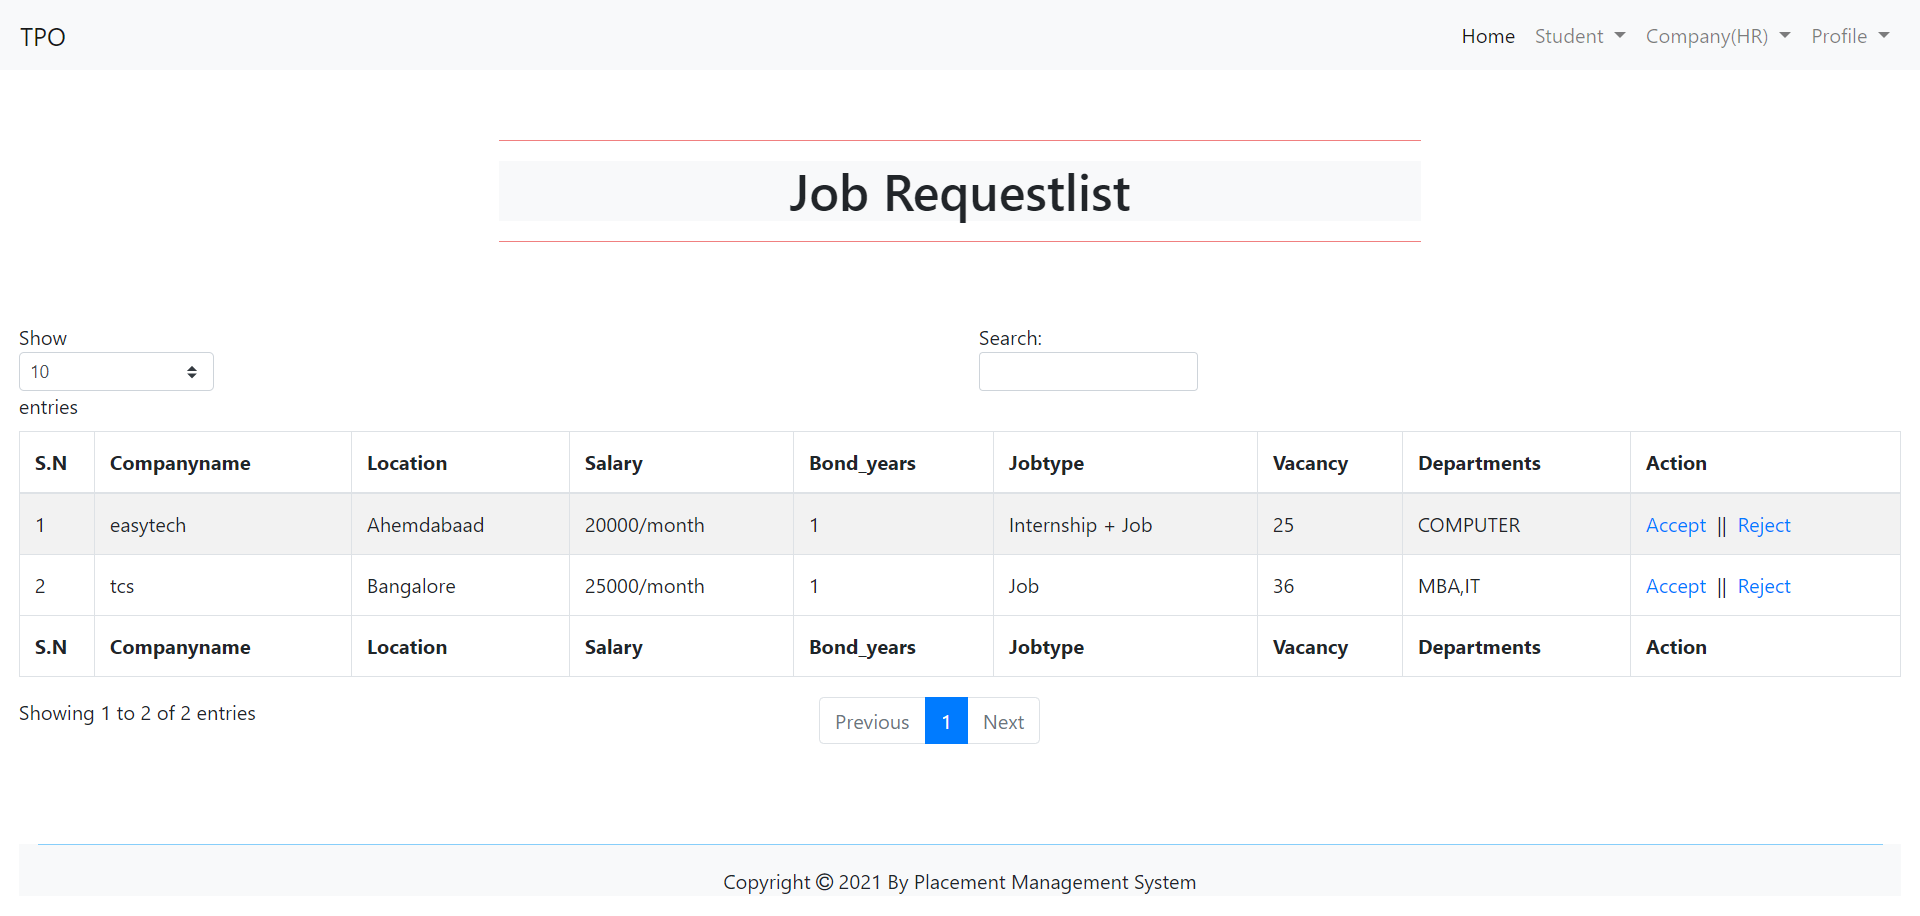 TPO Home Student Company(HR) Profile
Job Requestlist
Show Search:
10
entries
S.N Companyname Location Salary Bond_years Jobtype Vacancy Departments Action
1 easytech Ahemdabaad 20000/month 1 Internship + Job 25 COMPUTER Accept || Reject
2 tcs Bangalore 25000/month 1 Job 36 MBA,IT Accept || Reject
S.N Companyname Location Salary Bond_years Jobtype Vacancy Departments Action
Showing 1 to 2 of 2 entries Previous 1 Next
Copyright © 2021 By Placement Management System